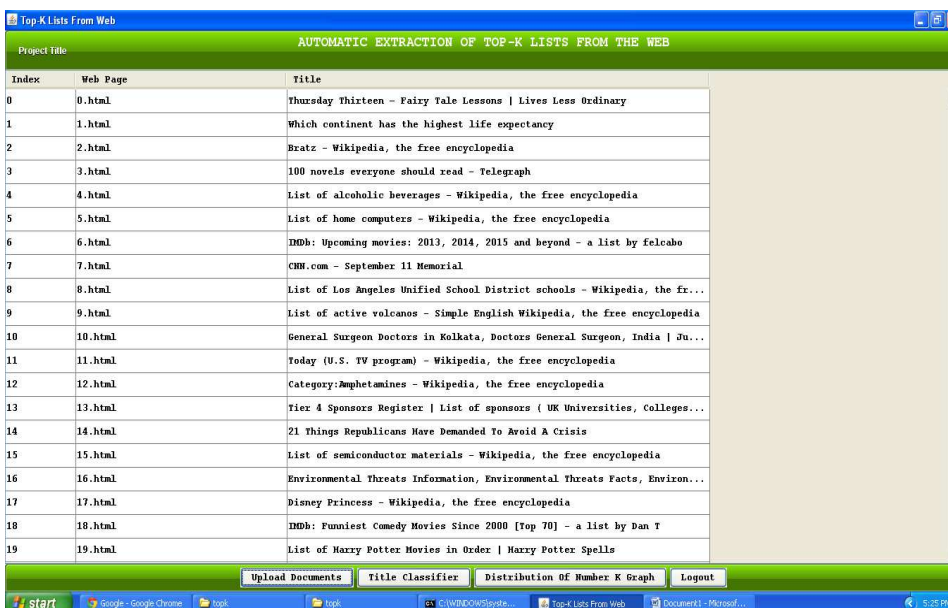 Top-K Lists From Web
Project Title
AUTOMATIC EXTRACTION OF TOP-K LISTS FROM THE WEB
Index Web Page Title
0 0.html Thursday Thirteen – Fairy Tale Lessons | Lives Less Ordinary
1 1.html Which continent has the highest life expectancy
2 2.html Bratz - Wikipedia, the free encyclopedia
3 3.html 100 novels everyone should read - Telegraph
4 4.html List of alcoholic beverages - Wikipedia, the free encyclopedia
5 5.html List of home computers - Wikipedia, the free encyclopedia
6 6.html IMDb: Upcoming movies: 2013, 2014, 2015 and beyond - a list by felcabo
7 7.html CNN.com - September 11 Memorial
8 8.html List of Los Angeles Unified School District schools - Wikipedia, the fr...
9 9.html List of active volcanos - Simple English Wikipedia, the free encyclopedia
10 10.html General Surgeon Doctors in Kolkata, Doctors General Surgeon, India | Ju...
11 11.html Today (U.S. TV program) - Wikipedia, the free encyclopedia
12 12.html Category:Amphetamines - Wikipedia, the free encyclopedia
13 13.html Tier 4 Sponsors Register | List of sponsors ( UK Universities, Colleges...
14 14.html 21 Things Republicans Have Demanded To Avoid A Crisis
15 15.html List of semiconductor materials - Wikipedia, the free encyclopedia
16 16.html Environmental Threats Information, Environmental Threats Facts, Environ...
17 17.html Disney Princess - Wikipedia, the free encyclopedia
18 18.html IMDb: Funniest Comedy Movies Since 2000 [Top 70] - a list by Dan T
19 19.html List of Harry Potter Movies in Order | Harry Potter Spells
Upload Documents Title Classifier Distribution Of Number K Graph Logout
start Google - Google Chrome topk topk C:\WINDOWS\syste... Top-K Lists From Web Document1 - Microsof... 5:25 PM